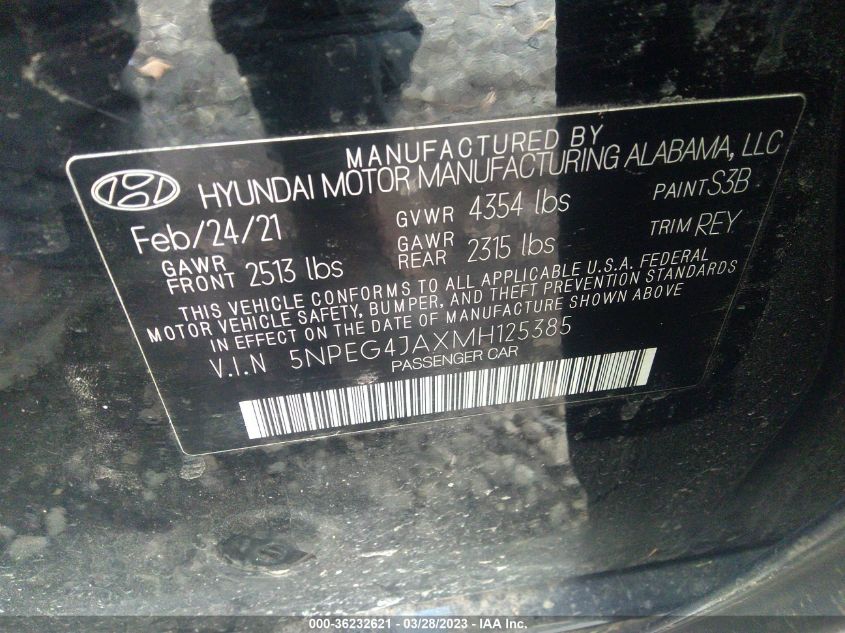 MANUFACTURED BY
HYUNDAI MOTOR MANUFACTURING ALABAMA, LLC
Feb/24/21 GVWR 4354 lbs PAINT S3B
GAWR FRONT 2513 lbs GAWR REAR 2315 lbs TRIM REY
THIS VEHICLE CONFORMS TO ALL APPLICABLE U.S.A. FEDERAL
MOTOR VEHICLE SAFETY, BUMPER, AND THEFT PREVENTION STANDARDS
IN EFFECT ON THE DATE OF MANUFACTURE SHOWN ABOVE
V.I.N 5NPEG4JAXMH125385
PASSENGER CAR
000-36232621 - 03/28/2023 - IAA Inc.